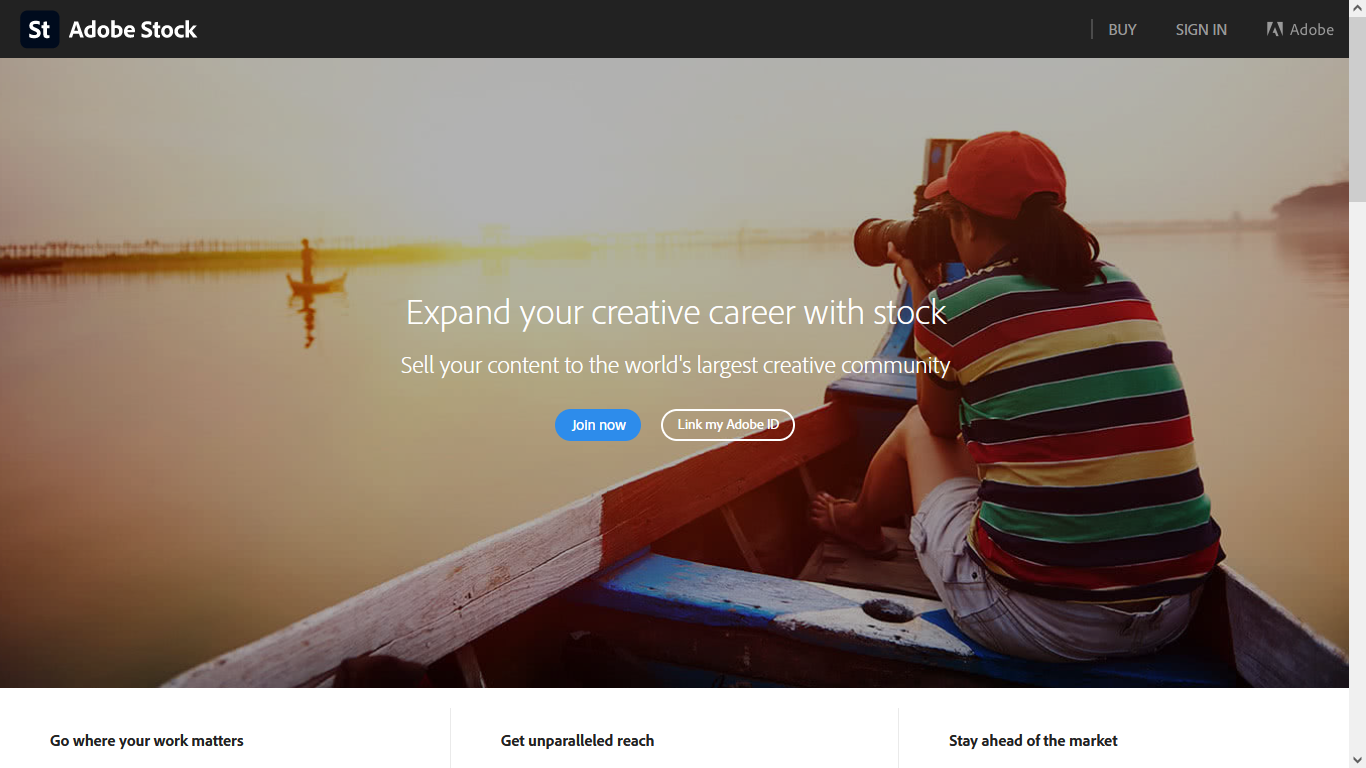 St Adobe Stock
BUY
SIGN IN
Adobe
Expand your creative career with stock
Sell your content to the world's largest creative community
Join now
Link my Adobe ID
Go where your work matters
Get unparalleled reach
Stay ahead of the market